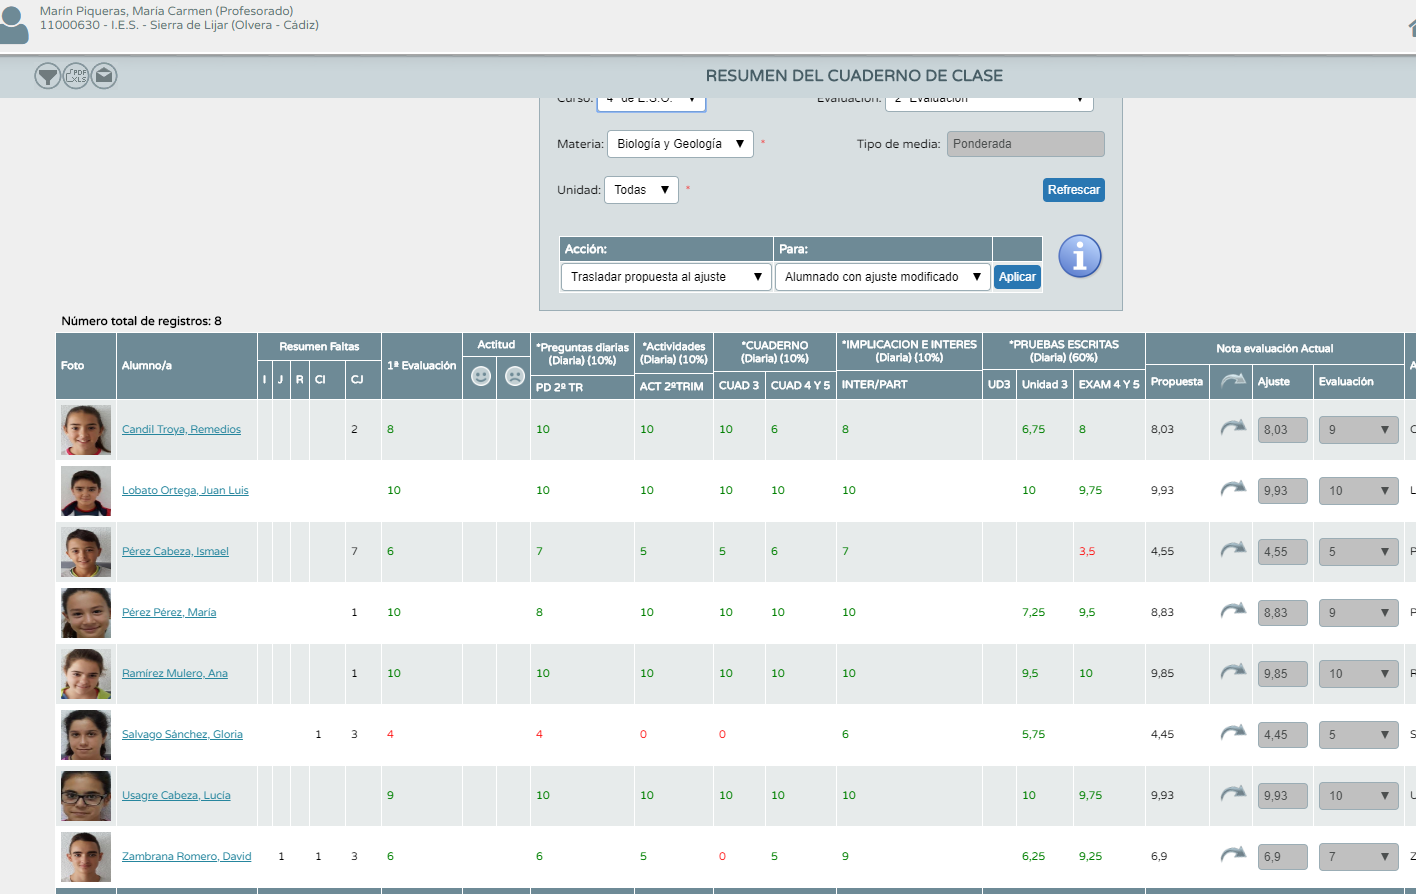 Marín Piqueras, María Carmen (Profesorado)
11000630 - I.E.S. - Sierra de Lijar (Olvera - Cádiz)
PDF XLS
RESUMEN DEL CUADERNO DE CLASE
Curso: 4º de E.S.O. ▼ Evaluación: 2ª Evaluación ▼
Materia: Biología y Geología ▼ * Tipo de media: Ponderada
Unidad: Todas ▼ * Refrescar
Acción: Para:
Trasladar propuesta al ajuste ▼ Alumnado con ajuste modificado ▼ Aplicar i
Número total de registros: 8
Foto Alumno/a Resumen Faltas 1ª Evaluación Actitud *Preguntas diarias (Diaria) (10%) *Actividades (Diaria) (10%) *CUADERNO (Diaria) (10%) *IMPLICACION E INTERES (Diaria) (10%) *PRUEBAS ESCRITAS (Diaria) (60%) Nota evaluación Actual A
I J R CI CJ PD 2º TR ACT 2ºTRIM CUAD 3 CUAD 4 Y 5 INTER/PART UD3 Unidad 3 EXAM 4 Y 5 Propuesta Ajuste Evaluación
Candil Troya, Remedios 2 8 10 10 10 6 8 6,75 8 8,03 8,03 9 ▼ C
Lobato Ortega, Juan Luis 10 10 10 10 10 10 10 9,75 9,93 9,93 10 ▼ L
Pérez Cabeza, Ismael 7 6 7 5 5 6 7 3,5 4,55 4,55 5 ▼ P
Pérez Pérez, María 1 10 8 10 10 10 10 7,25 9,5 8,83 8,83 9 ▼ P
Ramírez Mulero, Ana 1 10 10 10 10 10 10 9,5 10 9,85 9,85 10 ▼ R
Salvago Sánchez, Gloria 1 3 4 4 0 0 6 5,75 4,45 4,45 5 ▼ S
Usagre Cabeza, Lucía 9 10 10 10 10 10 10 9,75 9,93 9,93 10 ▼ U
Zambrana Romero, David 1 1 3 6 6 5 0 5 9 6,25 9,25 6,9 6,9 7 ▼ Z